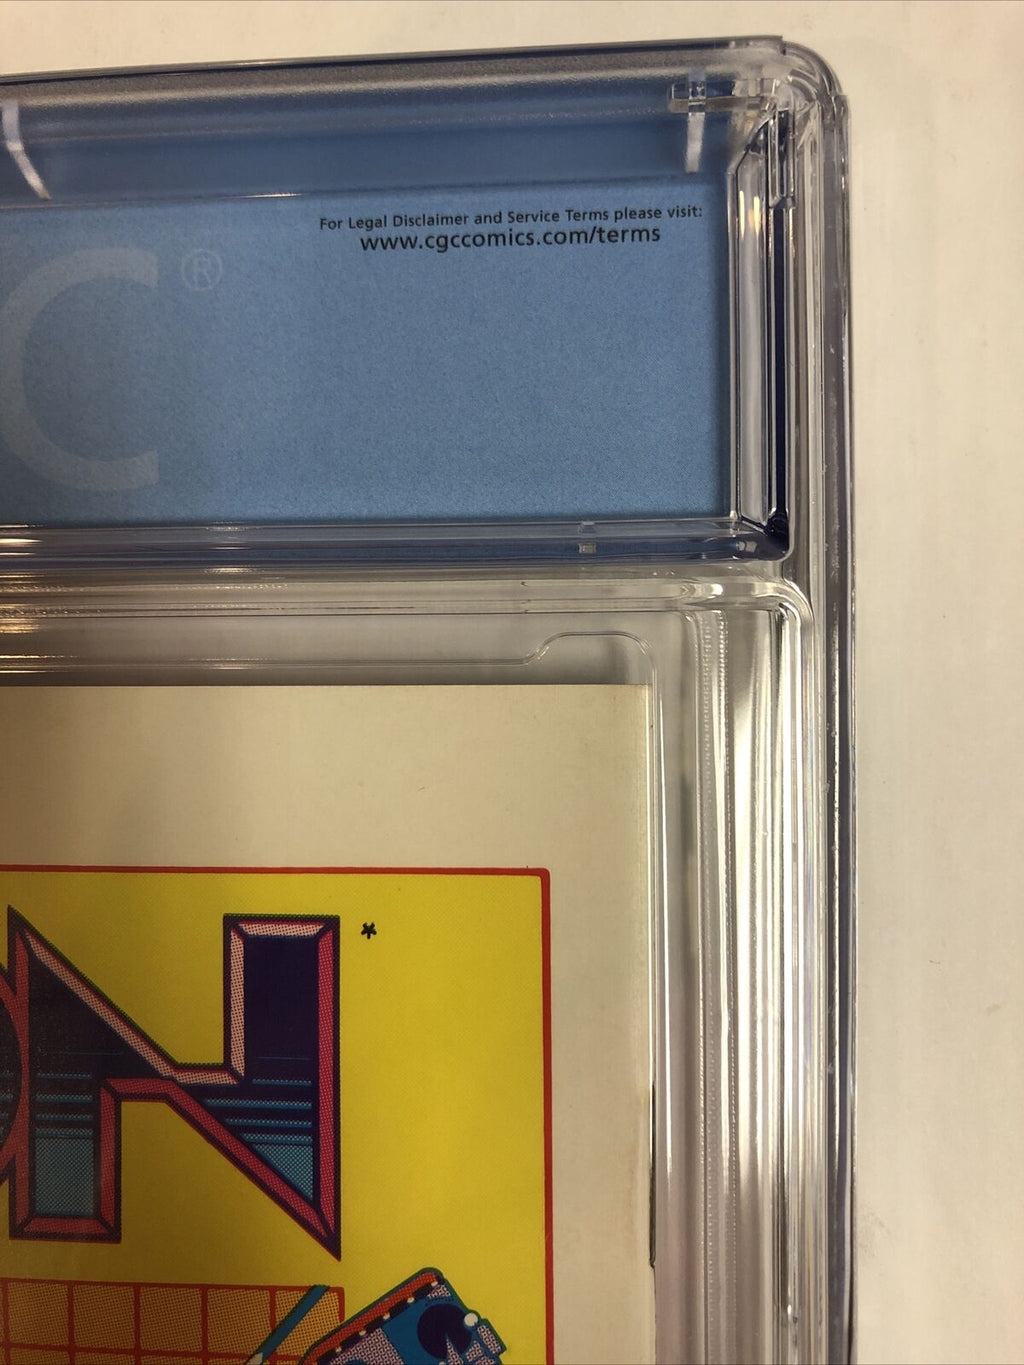 For Legal Disclaimer and Service Terms please visit:
www.cgccomics.com/terms
C®
N*